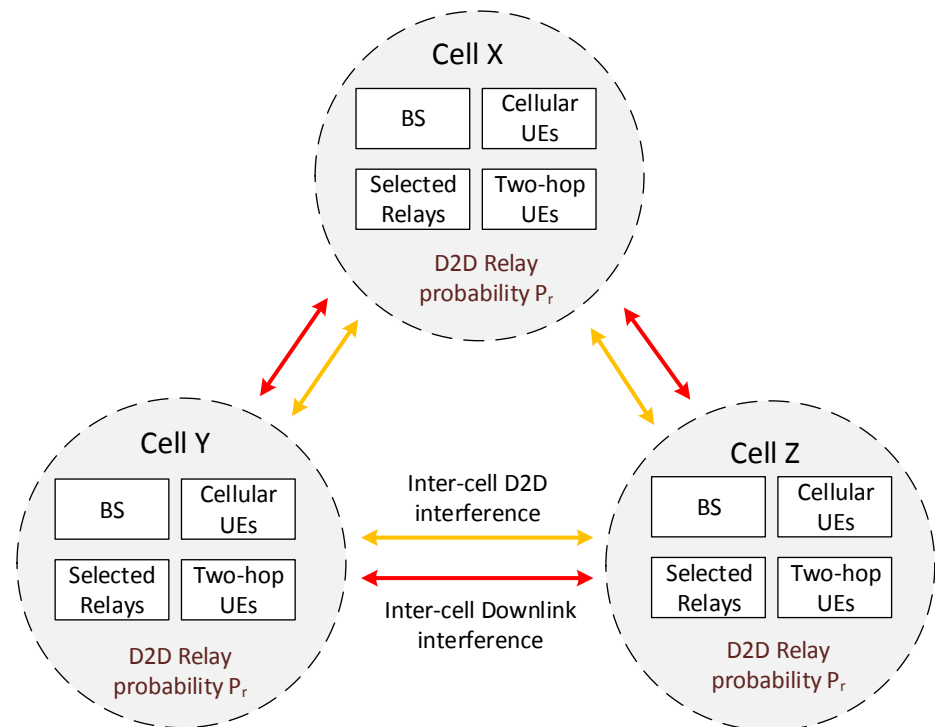 Cell X
BS
Cellular
UEs
Selected
Relays
Two-hop
UEs
D2D Relay
probability Pr
Cell Y
BS
Cellular
UEs
Selected
Relays
Two-hop
UEs
D2D Relay
probability Pr
Inter-cell D2D
interference
Inter-cell Downlink
interference
Cell Z
BS
Cellular
UEs
Selected
Relays
Two-hop
UEs
D2D Relay
probability Pr